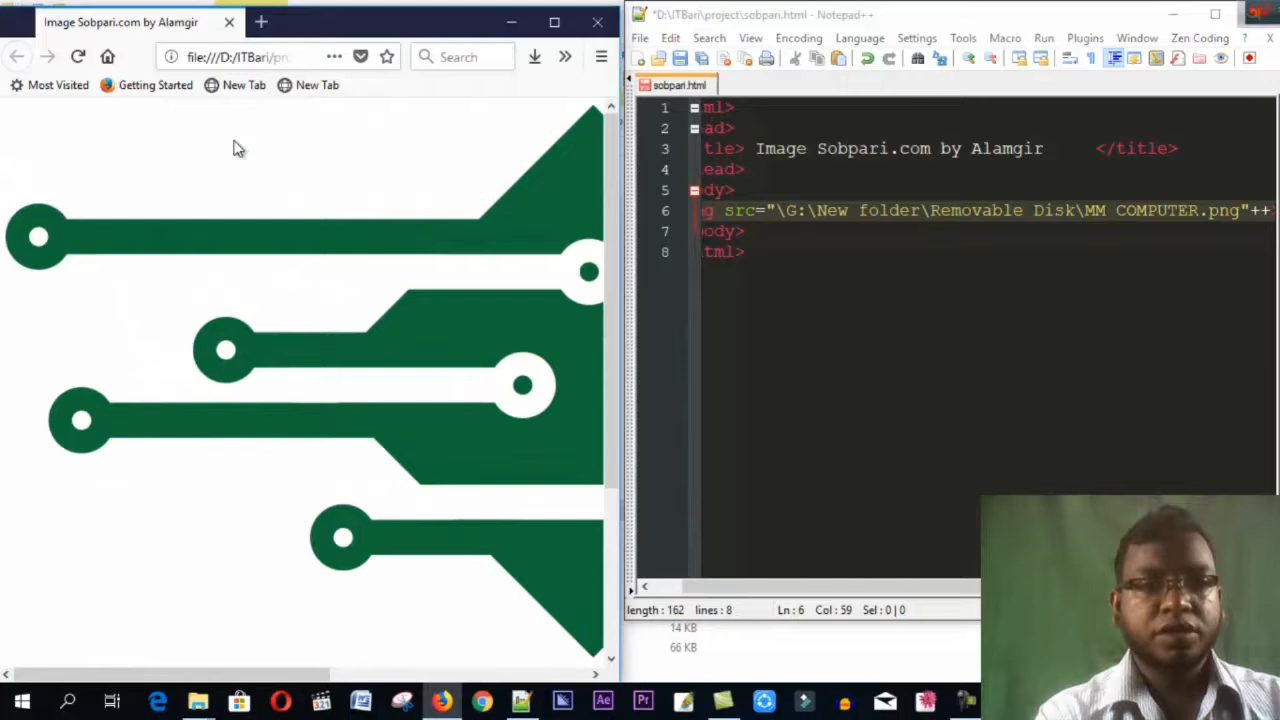 Image Sobpari.com by Alamgir
file:///D:/ITBari/pro
Search
Most Visited
Getting Started
New Tab
New Tab
*D:\ITBari\project\sobpari.html - Notepad++
File Edit Search View Encoding Language Settings Tools Macro Run Plugins Window Zen Coding ? X
sobpari.html
1 ml>
2 ad>
3 tle> Image Sobpari.com by Alamgir </title>
4 ead>
5 dy>
6 g src="\G:\New folder\Removable Disk\MM COMPUTER.png"++
7 body>
8 tml>
length : 162 lines : 8 Ln : 6 Col : 59 Sel : 0 | 0
14 KB
66 KB
Ae
Pr